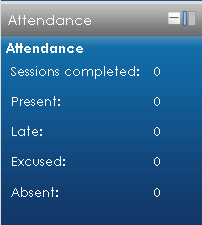 Attendance
Attendance
Sessions completed: 0
Present: 0
Late: 0
Excused: 0
Absent: 0